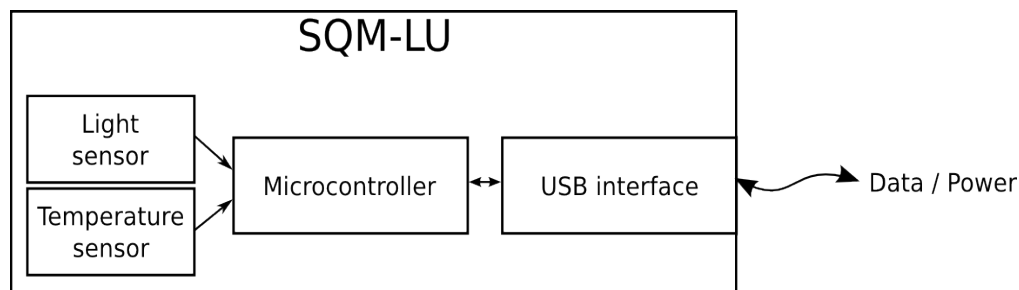 SQM-LU
Light
sensor
Temperature
sensor
Microcontroller
USB interface
Data / Power